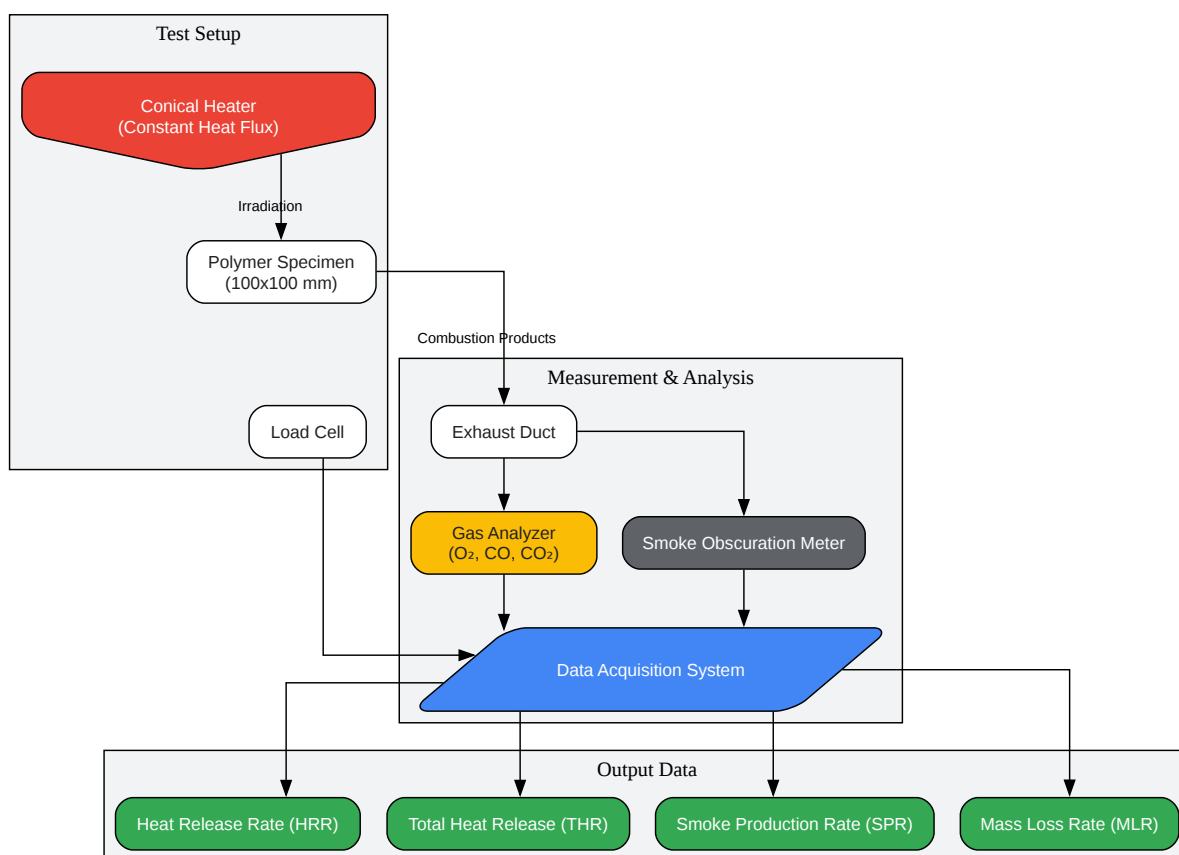 Test Setup
Conical Heater
(Constant Heat Flux)
Irradiation
Polymer Specimen
(100x100 mm)
Combustion Products
Measurement & Analysis
Load Cell
Exhaust Duct
Gas Analyzer
(O₂, CO, CO₂)
Smoke Obscuration Meter
Data Acquisition System
Output Data
Heat Release Rate (HRR)
Total Heat Release (THR)
Smoke Production Rate (SPR)
Mass Loss Rate (MLR)